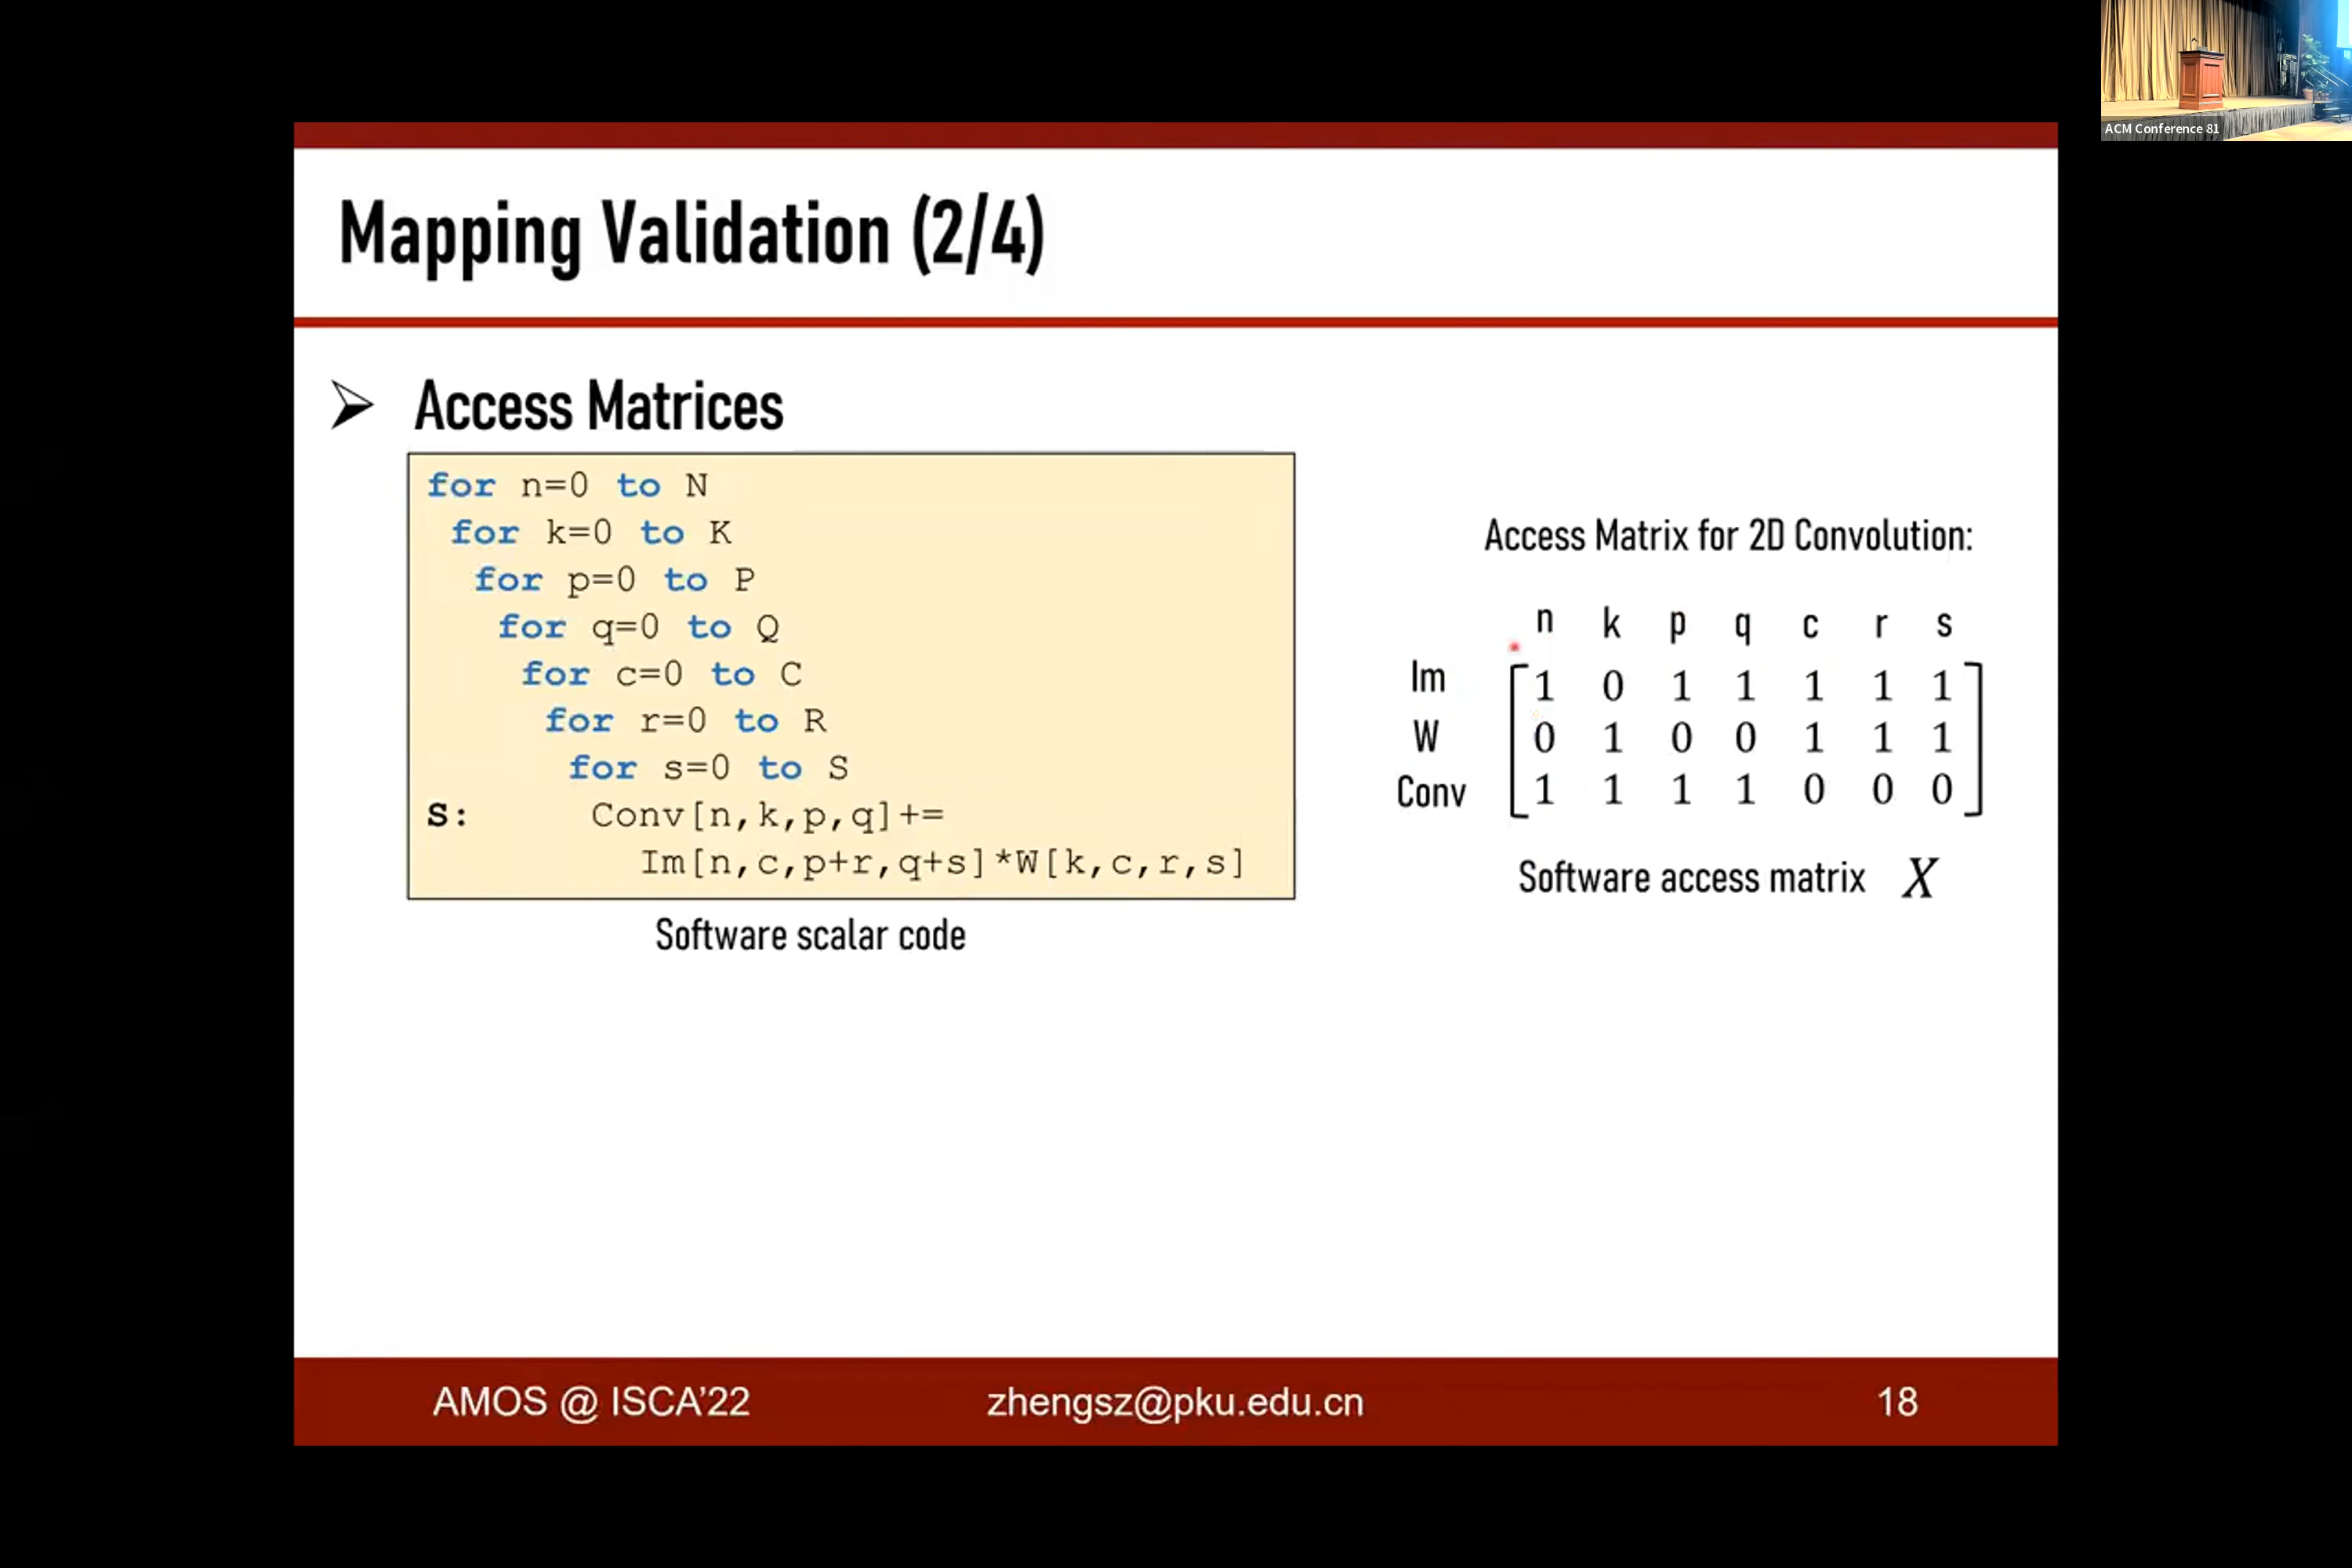 ACM Conference 81
Mapping Validation (2/4)
Access Matrices
for n=0 to N
for k=0 to K
for p=0 to P
for q=0 to Q
for c=0 to C
for r=0 to R
for s=0 to S
S: Conv[n,k,p,q]+=
Im[n,c,p+r,q+s]*W[k,c,r,s]
Software scalar code
Access Matrix for 2D Convolution:
n k p q c r s
Im 1 0 1 1 1 1 1
W 0 1 0 0 1 1 1
Conv 1 1 1 1 0 0 0
Software access matrix X
AMOS @ ISCA’22 zhengsz@pku.edu.cn 18